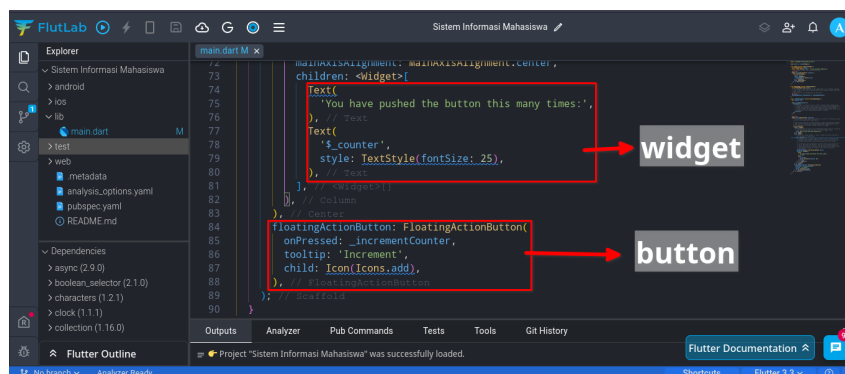 FlutLab
Sistem Informasi Mahasiswa
A
Explorer
main.dart M ×
Sistem Informasi Mahasiswa
android
ios
lib
main.dart M
test
web
.metadata
analysis_options.yaml
pubspec.yaml
README.md
Dependencies
async (2.9.0)
boolean_selector (2.1.0)
characters (1.2.1)
clock (1.1.1)
collection (1.16.0)
Flutter Outline
1
72 mainAxisAlignment: mainAxisAlignment.center,
73 children: <Widget>[
74 Text(
75 'You have pushed the button this many times:',
76 ), // Text
77 Text(
78 '$_counter',
79 style: TextStyle(fontSize: 25),
80 ), // Text
81 ], // <Widget>[]
82 ), // Column
83 ), // Center
84 floatingActionButton: FloatingActionButton(
85 onPressed: _incrementCounter,
86 tooltip: 'Increment',
87 child: Icon(Icons.add),
88 ), // FloatingActionButton
89 ); // Scaffold
90 }
widget
button
Outputs Analyzer Pub Commands Tests Tools Git History
Project "Sistem Informasi Mahasiswa" was successfully loaded.
Flutter Documentation
9
No branch Analyzer Ready
Shortcuts Flutter 3.3